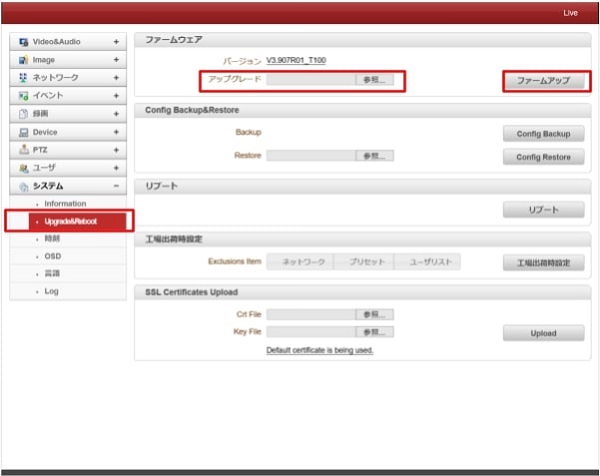 Live
Video&Audio +
Image +
ネットワーク +
イベント +
録画 +
Device +
PTZ +
ユーザ +
システム −
Information
Upgrade&Reboot
時刻
OSD
言語
Log
ファームウェア
バージョン V3.907R01_T100
アップグレード 参照... ファームアップ
Config Backup&Restore
Backup Config Backup
Restore 参照... Config Restore
リブート
リブート
工場出荷時設定
Exclusions Item ネットワーク プリセット ユーザリスト 工場出荷時設定
SSL Certificates Upload
Crt File 参照...
Key File 参照... Upload
Default certificate is being used.